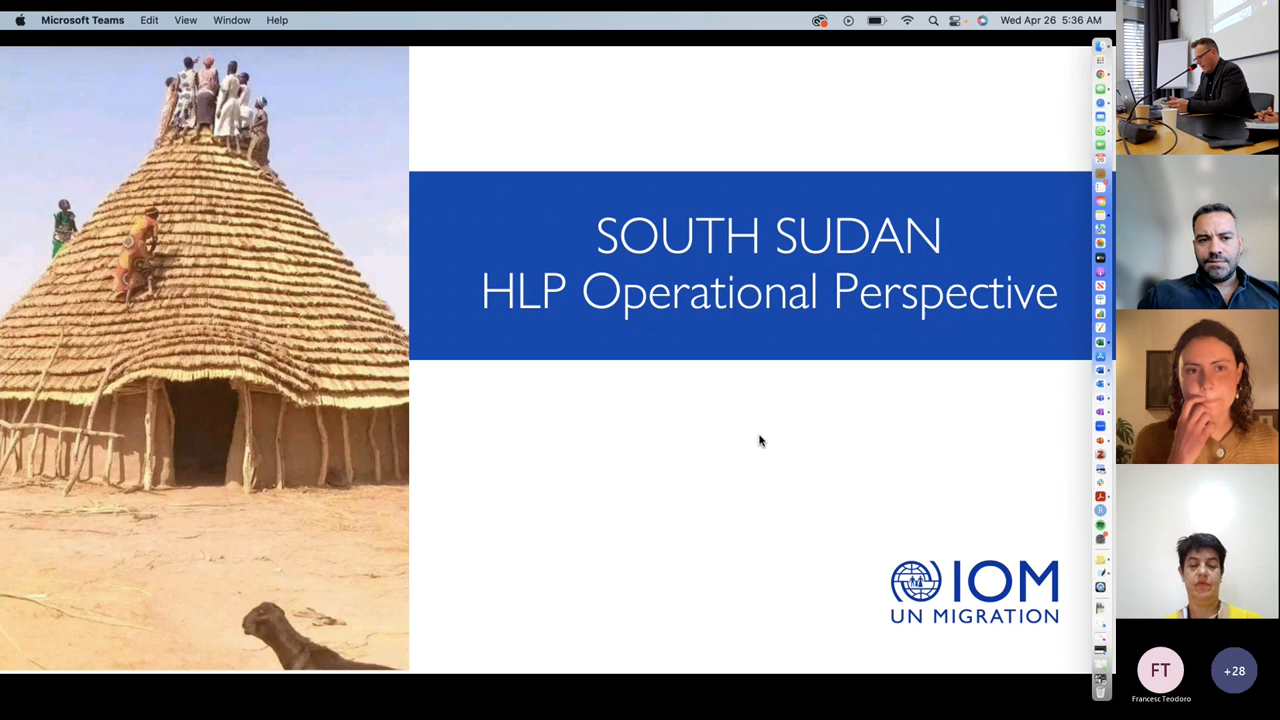 Microsoft Teams Edit View Window Help
Wed Apr 26 5:36 AM
SOUTH SUDAN
HLP Operational Perspective
IOM
UN MIGRATION
FT
+28
Francesc Teodoro